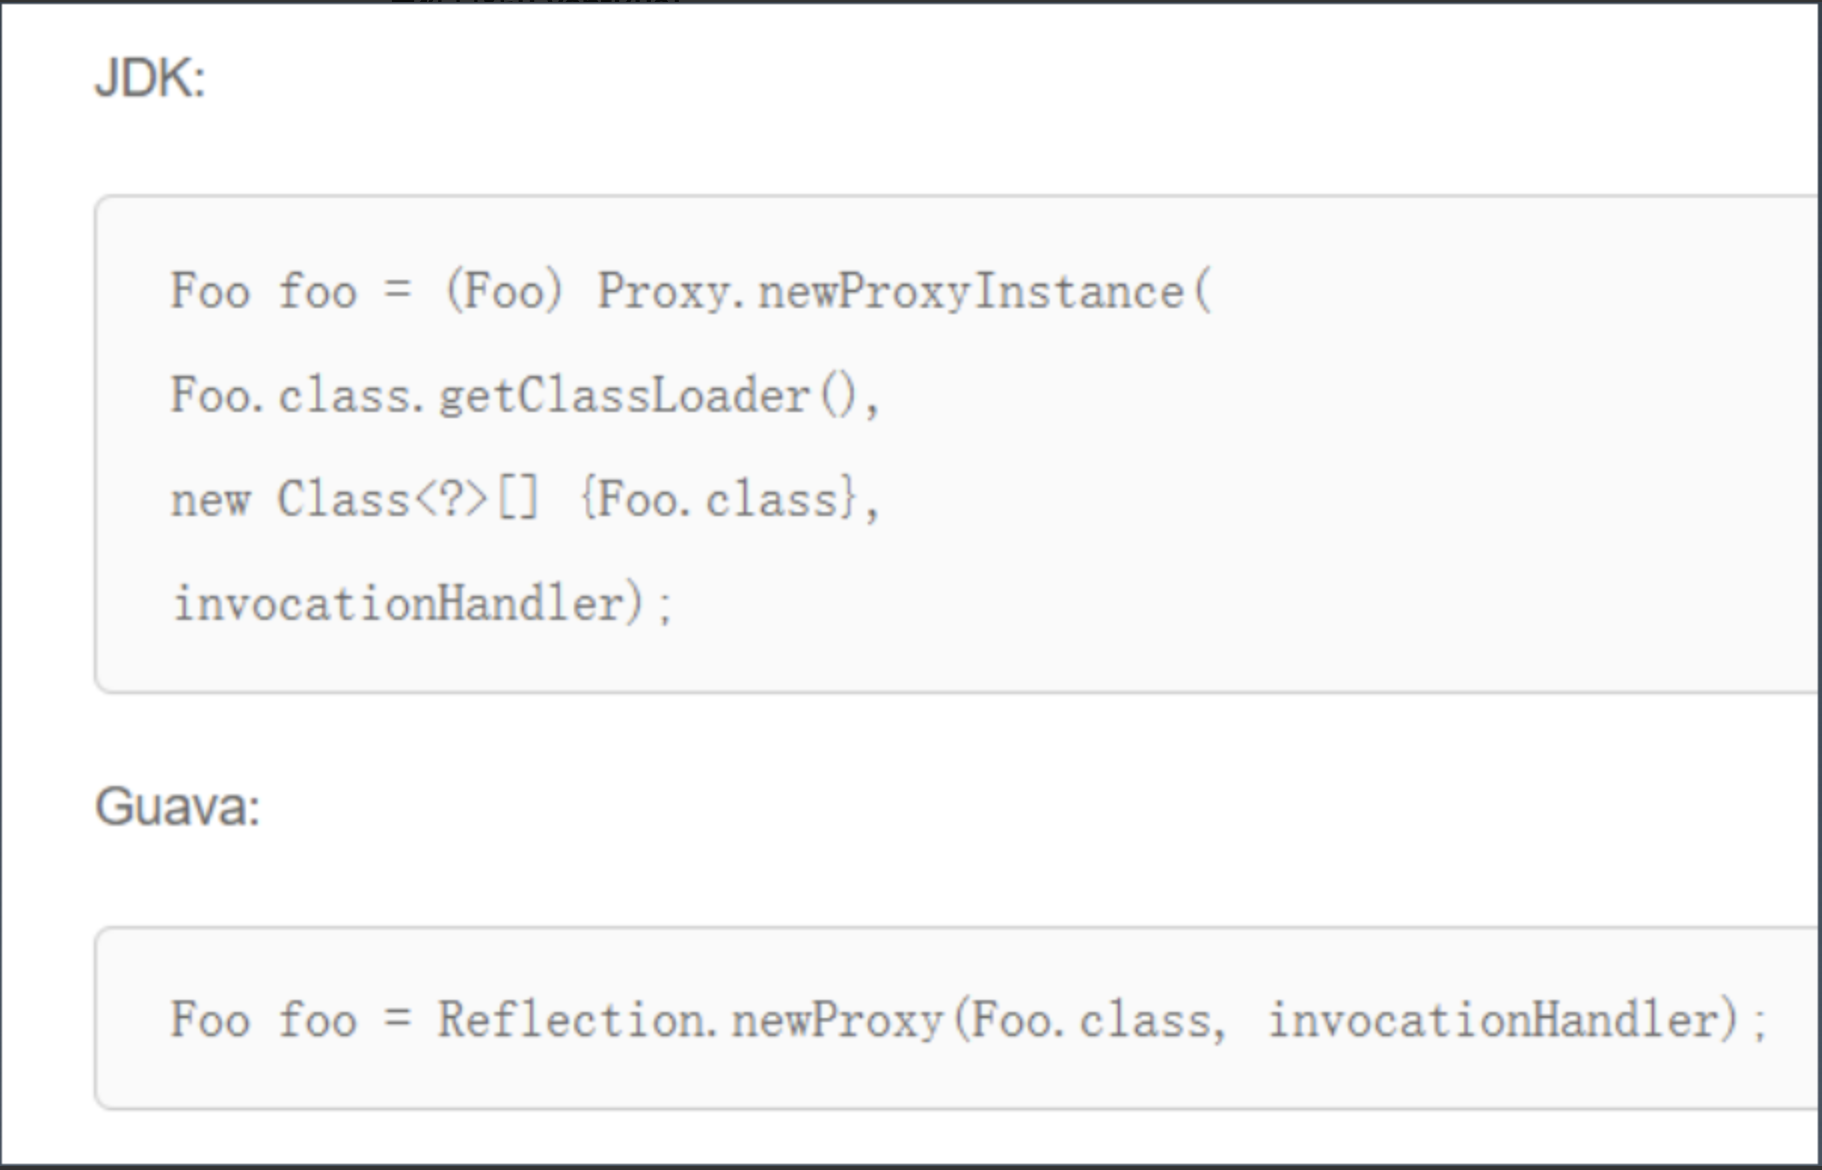 JDK:
Foo foo = (Foo) Proxy.newProxyInstance(
Foo.class.getClassLoader(),
new Class<?>[] {Foo.class},
invocationHandler);
Guava:
Foo foo = Reflection.newProxy(Foo.class, invocationHandler);